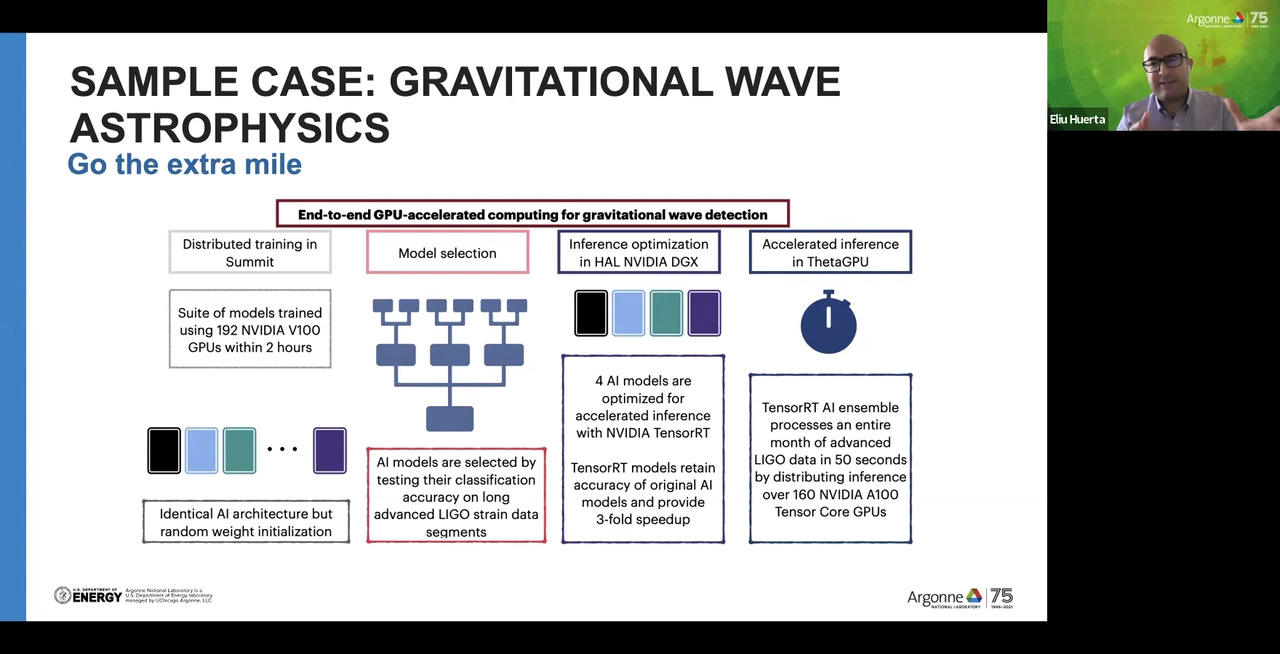 SAMPLE CASE: GRAVITATIONAL WAVE
ASTROPHYSICS
Go the extra mile
End-to-end GPU-accelerated computing for gravitational wave detection
Distributed training in
Summit
Suite of models trained
using 192 NVIDIA V100
GPUs within 2 hours
Identical AI architecture but
random weight initialization
Model selection
AI models are selected by
testing their classification
accuracy on long
advanced LIGO strain data
segments
Inference optimization
in HAL NVIDIA DGX
4 AI models are
optimized for
accelerated inference
with NVIDIA TensorRT
TensorRT models retain
accuracy of original AI
models and provide
3-fold speedup
Accelerated inference
in ThetaGPU
TensorRT AI ensemble
processes an entire
month of advanced
LIGO data in 50 seconds
by distributing inference
over 160 NVIDIA A100
Tensor Core GPUs
U.S. DEPARTMENT OF
ENERGY
Argonne National Laboratory is a
U.S. Department of Energy laboratory
managed by UChicago Argonne, LLC.
Argonne 75
NATIONAL LABORATORY 1946–2021
Argonne 75
Eliu Huerta